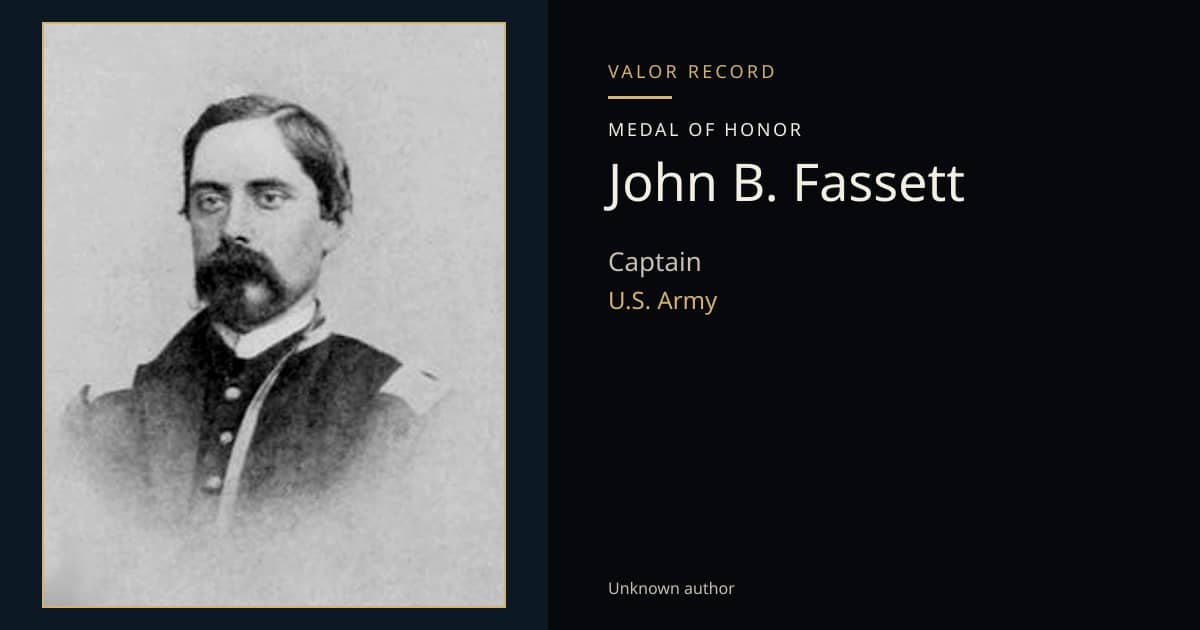 VALOR RECORD
MEDAL OF HONOR
John B. Fassett
Captain
U.S. Army
Unknown author